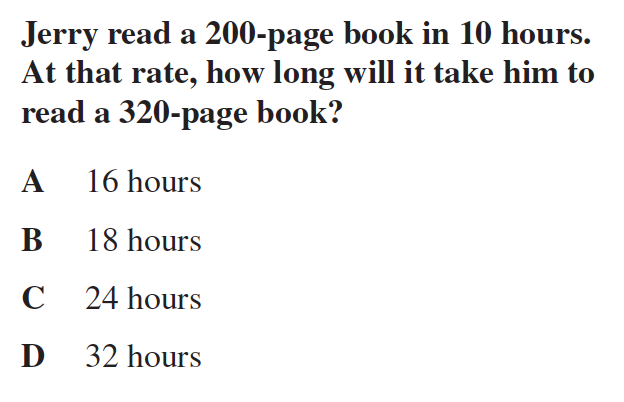 Jerry read a 200-page book in 10 hours.
At that rate, how long will it take him to
read a 320-page book?
A 16 hours
B 18 hours
C 24 hours
D 32 hours